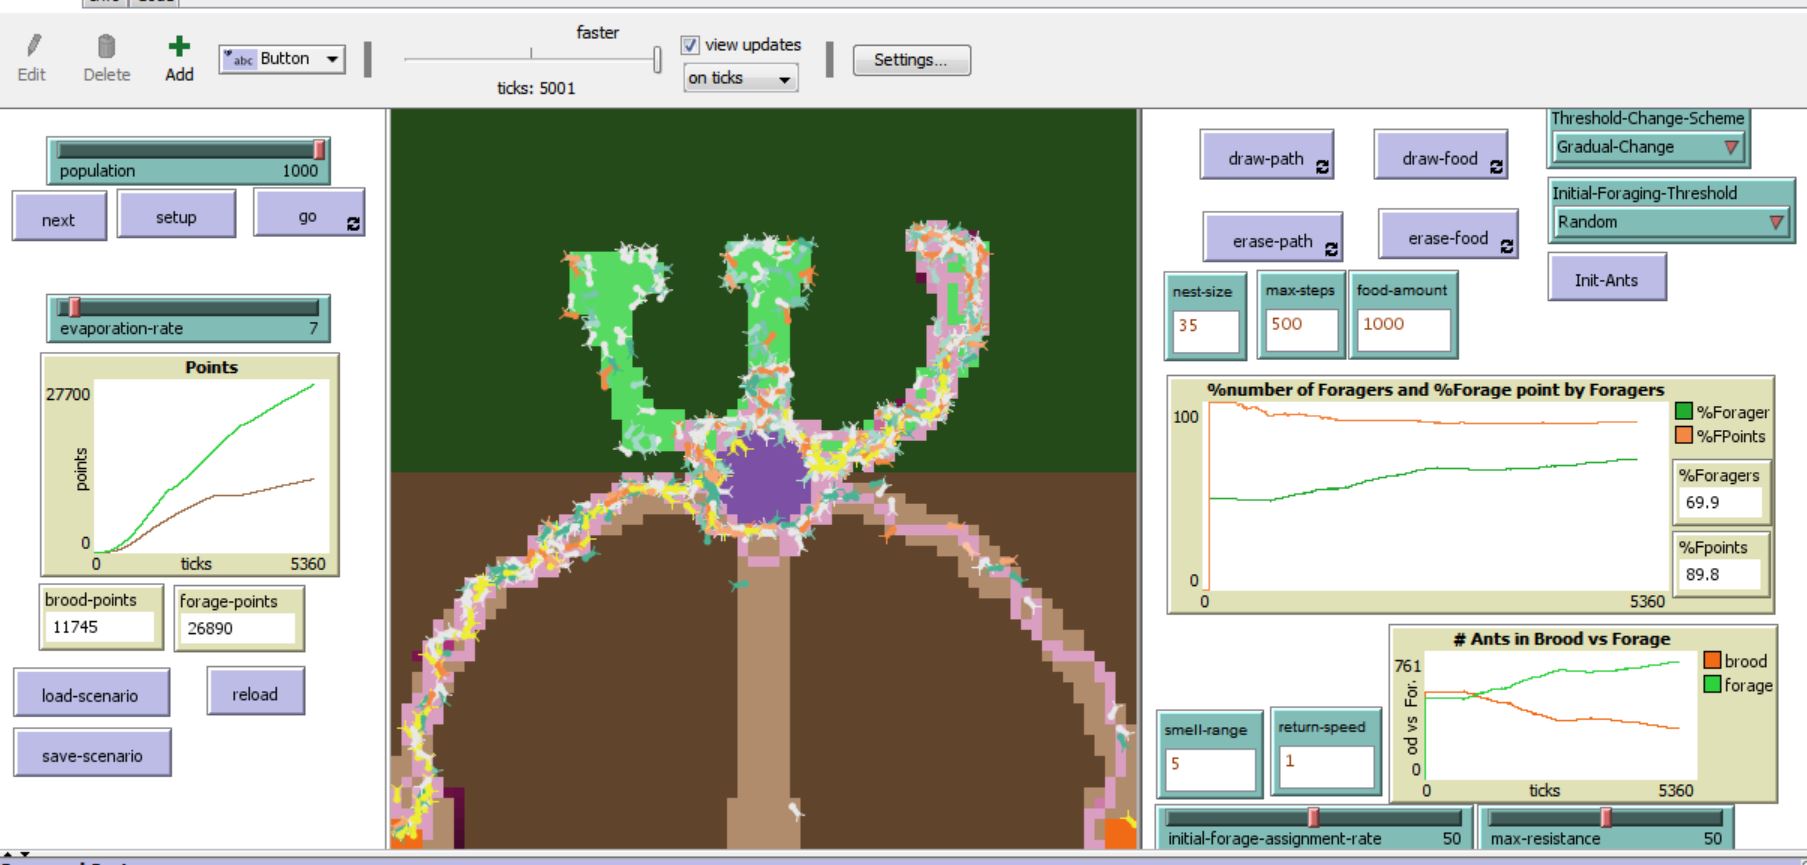 Edit
Delete
Add
abc Button
faster
ticks: 5001
view updates
on ticks
Settings...
population 1000
next
setup
go
evaporation-rate 7
Points
27700
points
0
0
ticks
5360
brood-points
11745
forage-points
26890
load-scenario
reload
save-scenario
draw-path
draw-food
erase-path
erase-food
Threshold-Change-Scheme
Gradual-Change
Initial-Foraging-Threshold
Random
Init-Ants
nest-size
35
max-steps
500
food-amount
1000
%number of Foragers and %Forage point by Foragers
100
0
0
5360
%Forager
%FPoints
%Foragers
69.9
%Fpoints
89.8
# Ants in Brood vs Forage
761
od vs For.
0
0
ticks
5360
brood
forage
smell-range
5
return-speed
1
initial-forage-assignment-rate 50
max-resistance 50